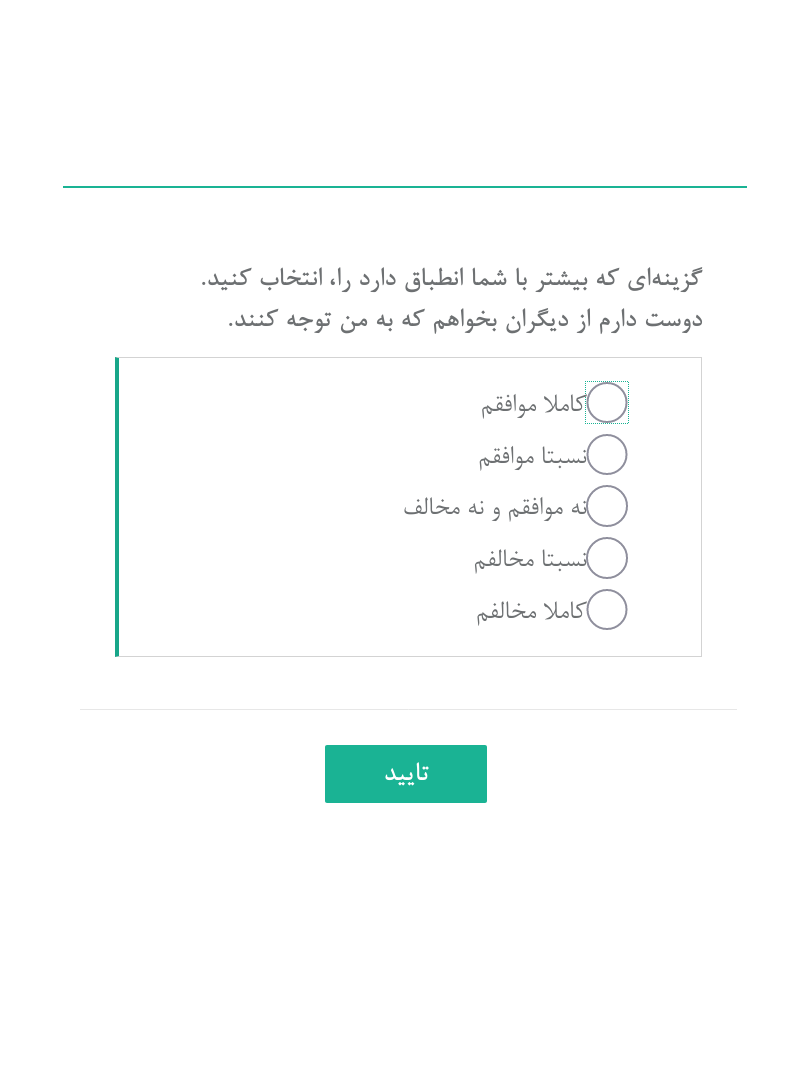 گزینه‌ای که بیشتر با شما انطباق دارد را، انتخاب کنید.
دوست دارم از دیگران بخواهم که به من توجه کنند.
کاملا موافقم
نسبتا موافقم
نه موافقم و نه مخالف
نسبتا مخالفم
کاملا مخالفم
تایید